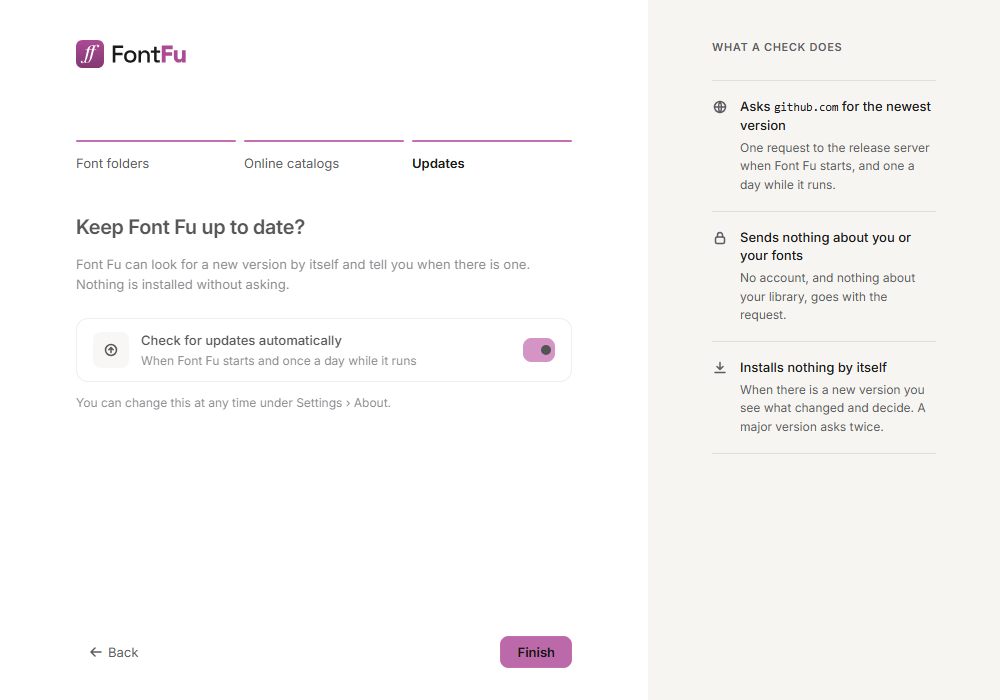 ff FontFu
Font folders
Online catalogs
Updates
Keep Font Fu up to date?
Font Fu can look for a new version by itself and tell you when there is one.
Nothing is installed without asking.
Check for updates automatically
When Font Fu starts and once a day while it runs
You can change this at any time under Settings › About.
← Back
Finish
WHAT A CHECK DOES
Asks github.com for the newest
version
One request to the release server
when Font Fu starts, and one a
day while it runs.
Sends nothing about you or
your fonts
No account, and nothing about
your library, goes with the
request.
Installs nothing by itself
When there is a new version you
see what changed and decide. A
major version asks twice.